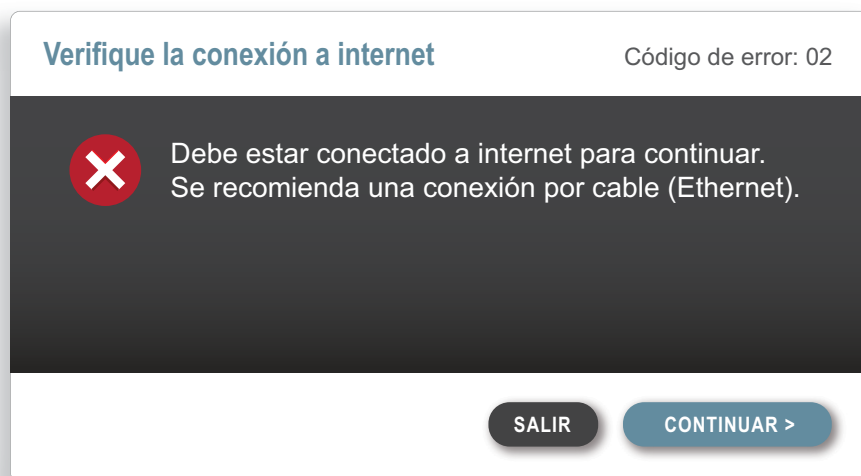 Verifique la conexión a internet
Código de error: 02
Debe estar conectado a internet para continuar.
Se recomienda una conexión por cable (Ethernet).
SALIR
CONTINUAR >